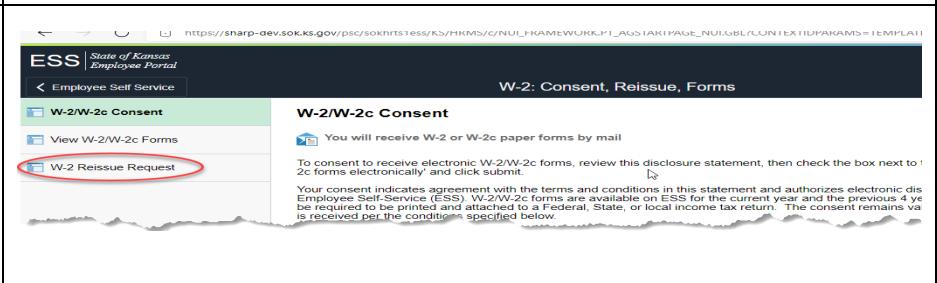 https://sharp-dev.sok.ks.gov/psc/sokhrts1ess/KS/HRMS/c/NUI_FRAMEWORK.PT_AGSTARTPAGE_NUI.GBL?CONTEXTIDPARAMS=TEMPLAT
ESS State of Kansas
Employee Portal
Employee Self Service
W-2: Consent, Reissue, Forms
W-2/W-2c Consent
View W-2/W-2c Forms
W-2 Reissue Request
W-2/W-2c Consent
You will receive W-2 or W-2c paper forms by mail
To consent to receive electronic W-2/W-2c forms, review this disclosure statement, then check the box next to
2c forms electronically' and click submit.
Your consent indicates agreement with the terms and conditions in this statement and authorizes electronic dis
Employee Self-Service (ESS). W-2/W-2c forms are available on ESS for the current year and the previous 4 ye
be required to be printed and attached to a Federal, State, or local income tax return. The consent remains va
is received per the conditions specified below.